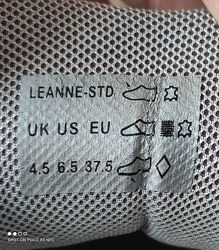 LEANNE-STD
UK US EU
4.5 6.5 37.5
SHOT ON POCO X3 NFC